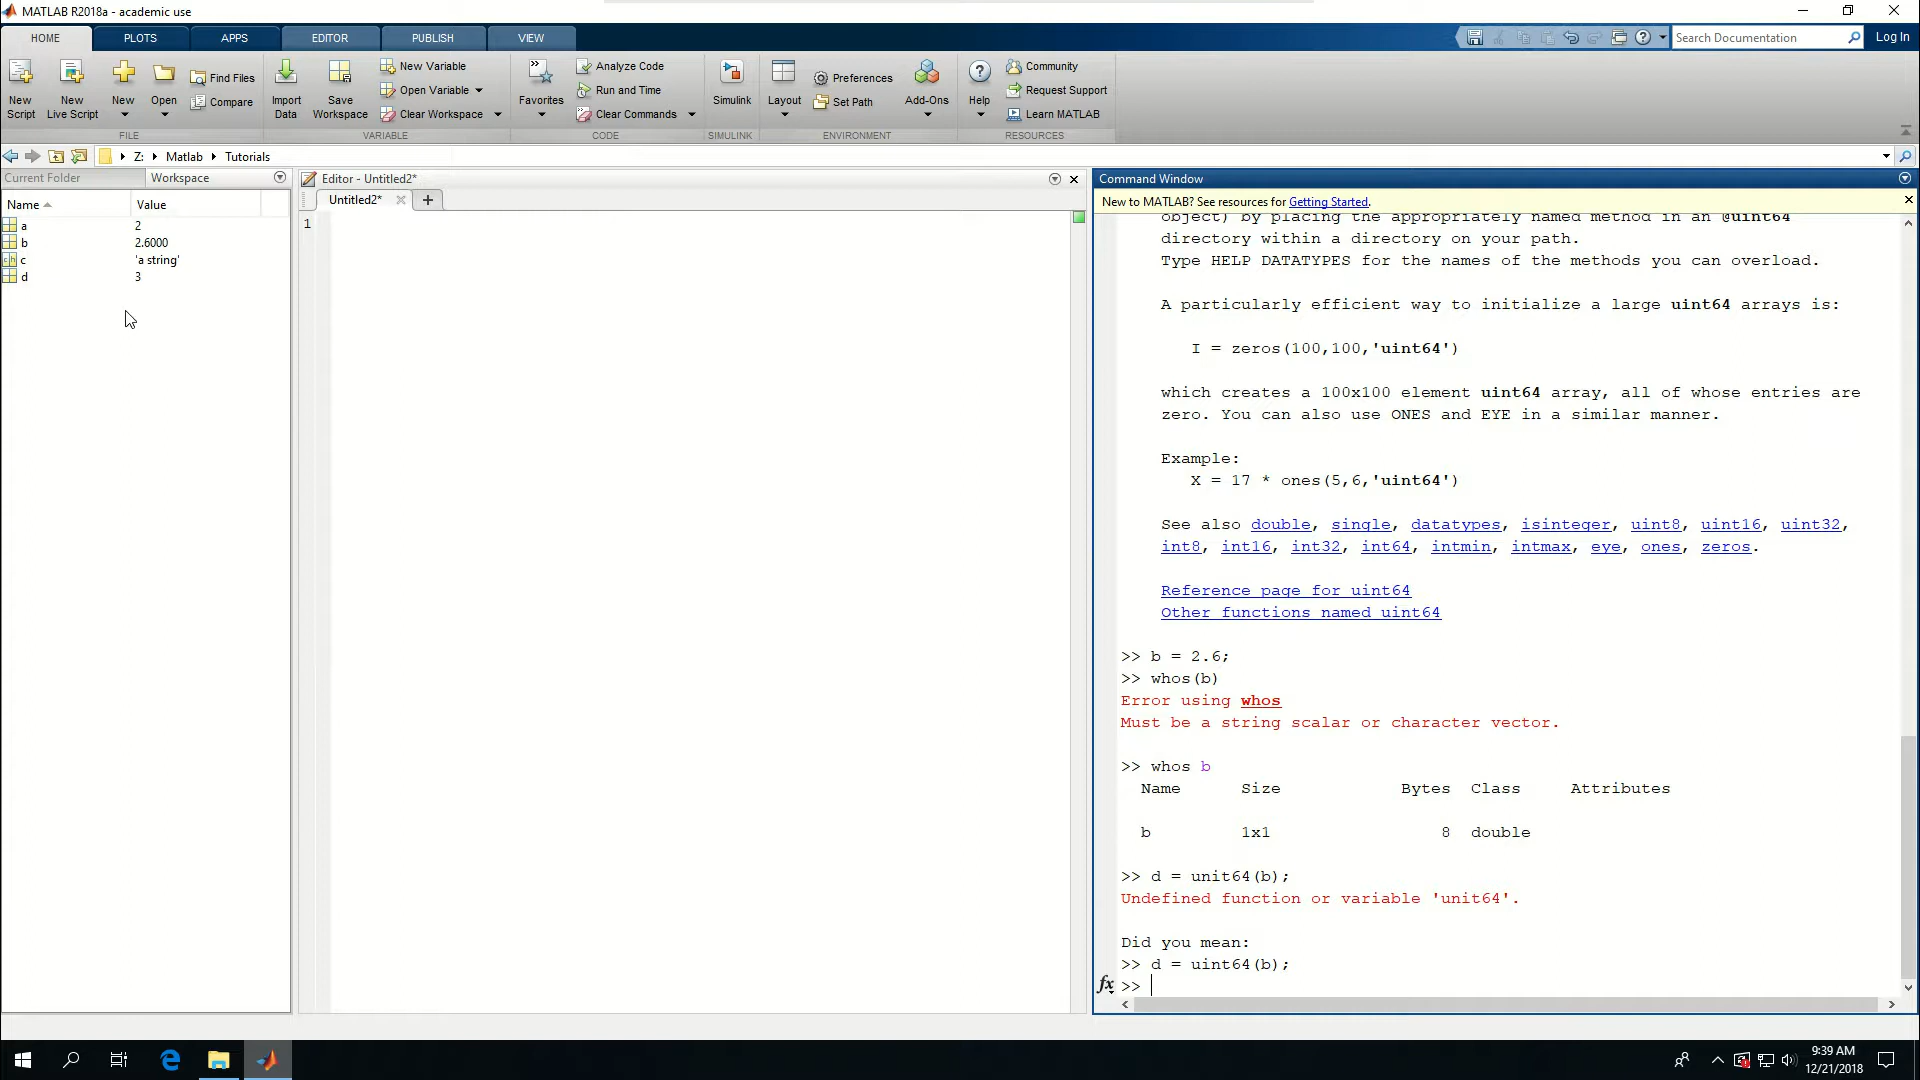 MATLAB R2018a - academic use
HOME PLOTS APPS EDITOR PUBLISH VIEW
Search Documentation
Log In
New Script
New Live Script
New
Open
Find Files
Compare
FILE
Import Data
Save Workspace
New Variable
Open Variable
Clear Workspace
VARIABLE
Favorites
Analyze Code
Run and Time
Clear Commands
CODE
Simulink
SIMULINK
Layout
Preferences
Set Path
Add-Ons
ENVIRONMENT
Help
Community
Request Support
Learn MATLAB
RESOURCES
Z: Matlab Tutorials
Current Folder
Workspace
Name Value
a 2
b 2.6000
c 'a string'
d 3
Editor - Untitled2*
Untitled2*
1
Command Window
New to MATLAB? See resources for Getting Started.
object) by placing the appropriately named method in an @uint64
directory within a directory on your path.
Type HELP DATATYPES for the names of the methods you can overload.
A particularly efficient way to initialize a large uint64 arrays is:
I = zeros(100,100,'uint64')
which creates a 100x100 element uint64 array, all of whose entries are
zero. You can also use ONES and EYE in a similar manner.
Example:
X = 17 * ones(5,6,'uint64')
See also double, single, datatypes, isinteger, uint8, uint16, uint32,
int8, int16, int32, int64, intmin, intmax, eye, ones, zeros.
Reference page for uint64
Other functions named uint64
>> b = 2.6;
>> whos(b)
Error using whos
Must be a string scalar or character vector.
>> whos b
Name Size Bytes Class Attributes
b 1x1 8 double
>> d = unit64(b);
Undefined function or variable 'unit64'.
Did you mean:
>> d = uint64(b);
fx >>
9:39 AM
12/21/2018